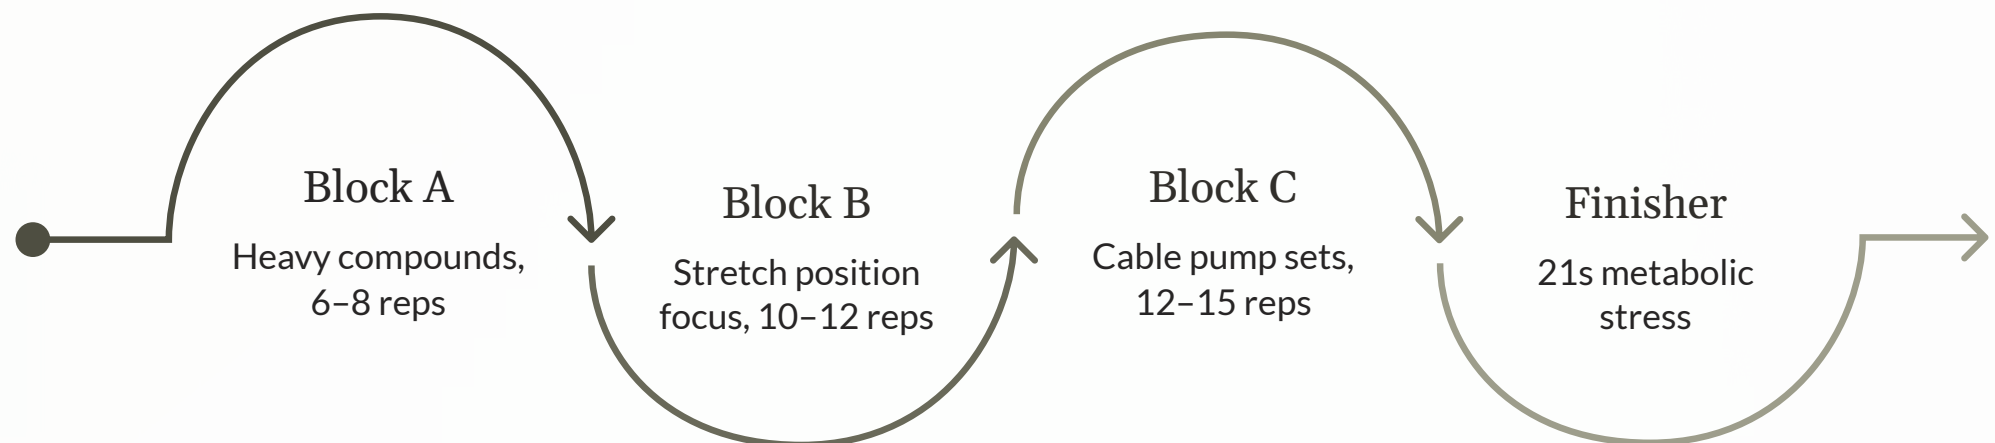 Block A
Heavy compounds,
6–8 reps
Block B
Stretch position
focus, 10–12 reps
Block C
Cable pump sets,
12–15 reps
Finisher
21s metabolic
stress